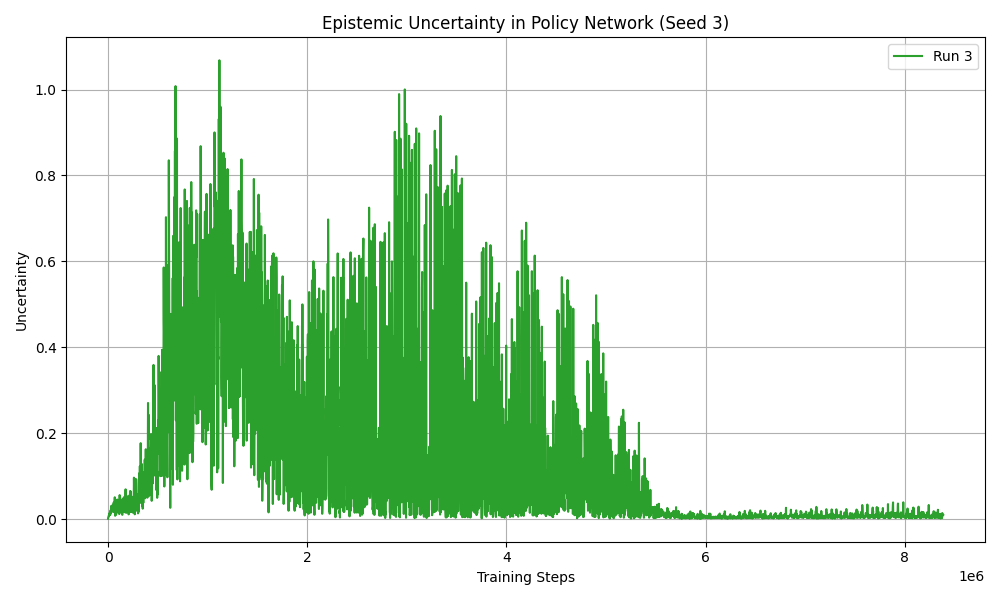 Epistemic Uncertainty in Policy Network (Seed 3)
Run 3
1.0
0.8
0.6
0.4
0.2
0.0
Uncertainty
0 2 4 6 8
1e6
Training Steps